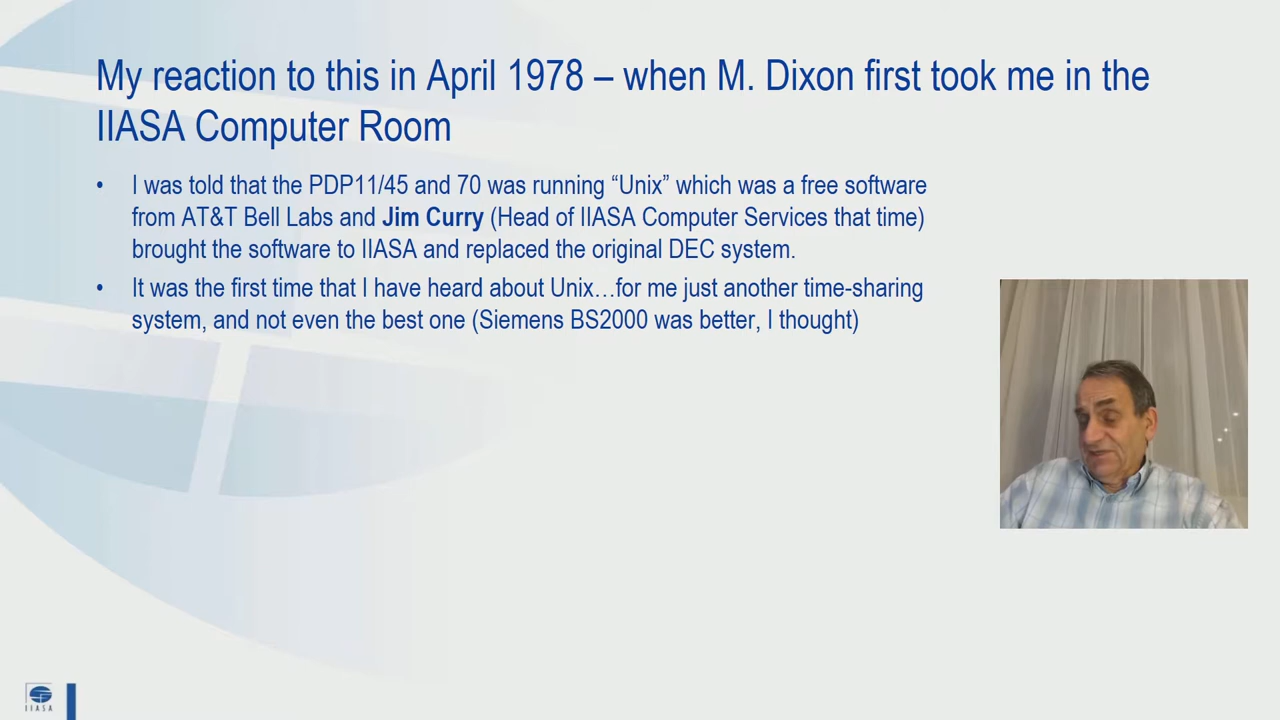 My reaction to this in April 1978 – when M. Dixon first took me in the
IIASA Computer Room
• I was told that the PDP11/45 and 70 was running “Unix” which was a free software
from AT&T Bell Labs and Jim Curry (Head of IIASA Computer Services that time)
brought the software to IIASA and replaced the original DEC system.
• It was the first time that I have heard about Unix…for me just another time-sharing
system, and not even the best one (Siemens BS2000 was better, I thought)
IIASA